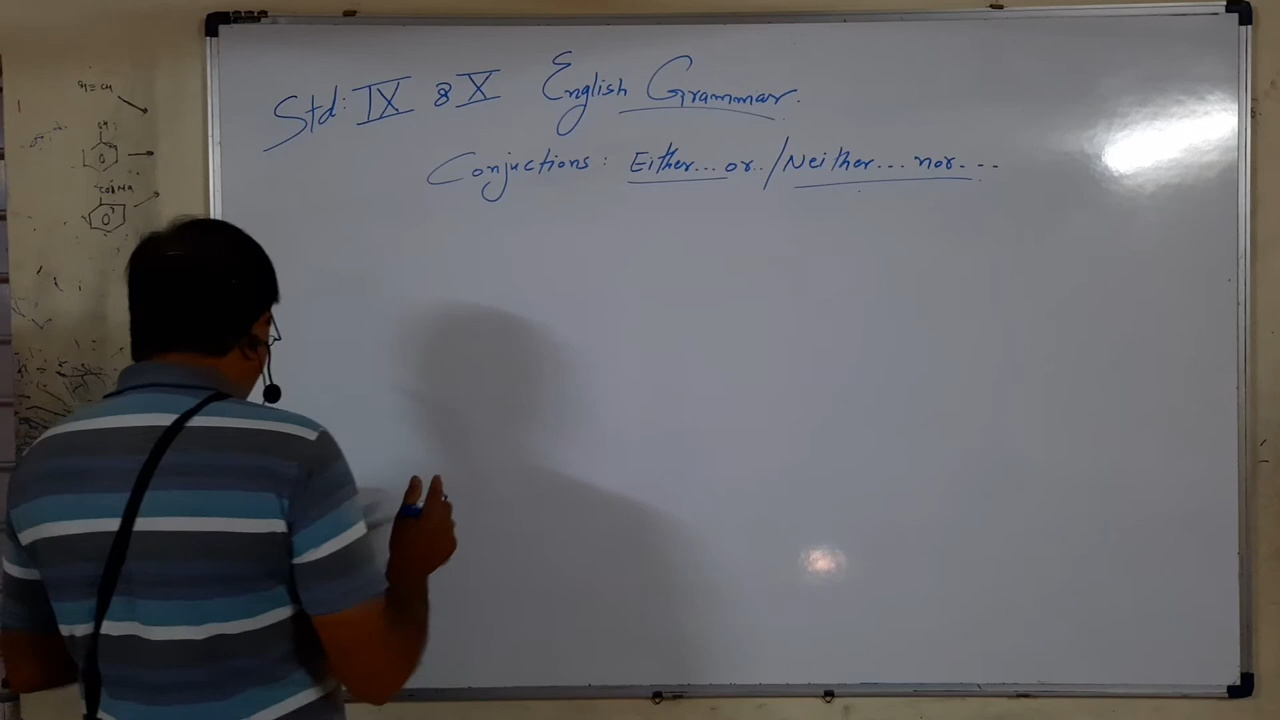 Std: IX & X English Grammar.
Conjuctions: Either... or../Neither... nor....